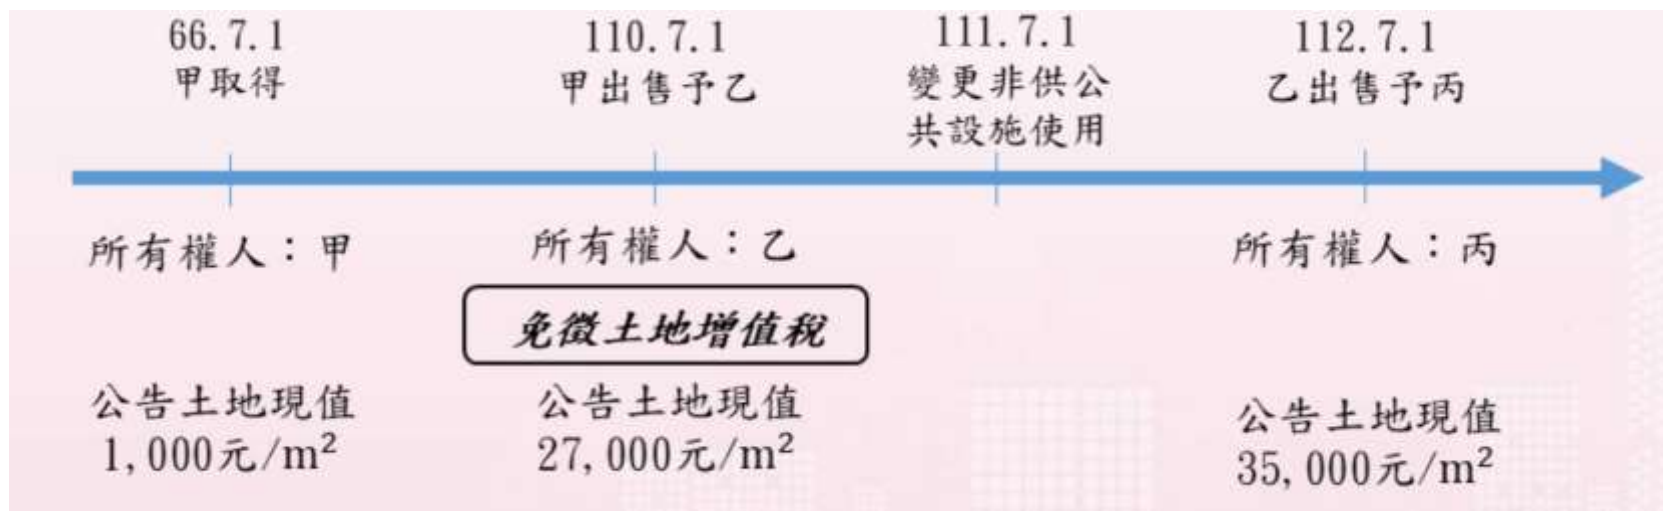 66.7.1
甲取得
110.7.1
甲出售予乙
111.7.1
變更非供公
共設施使用
112.7.1
乙出售予丙
所有權人：甲
所有權人：乙
所有權人：丙
免徵土地增值稅
公告土地現值
1,000元/m²
公告土地現值
27,000元/m²
公告土地現值
35,000元/m²